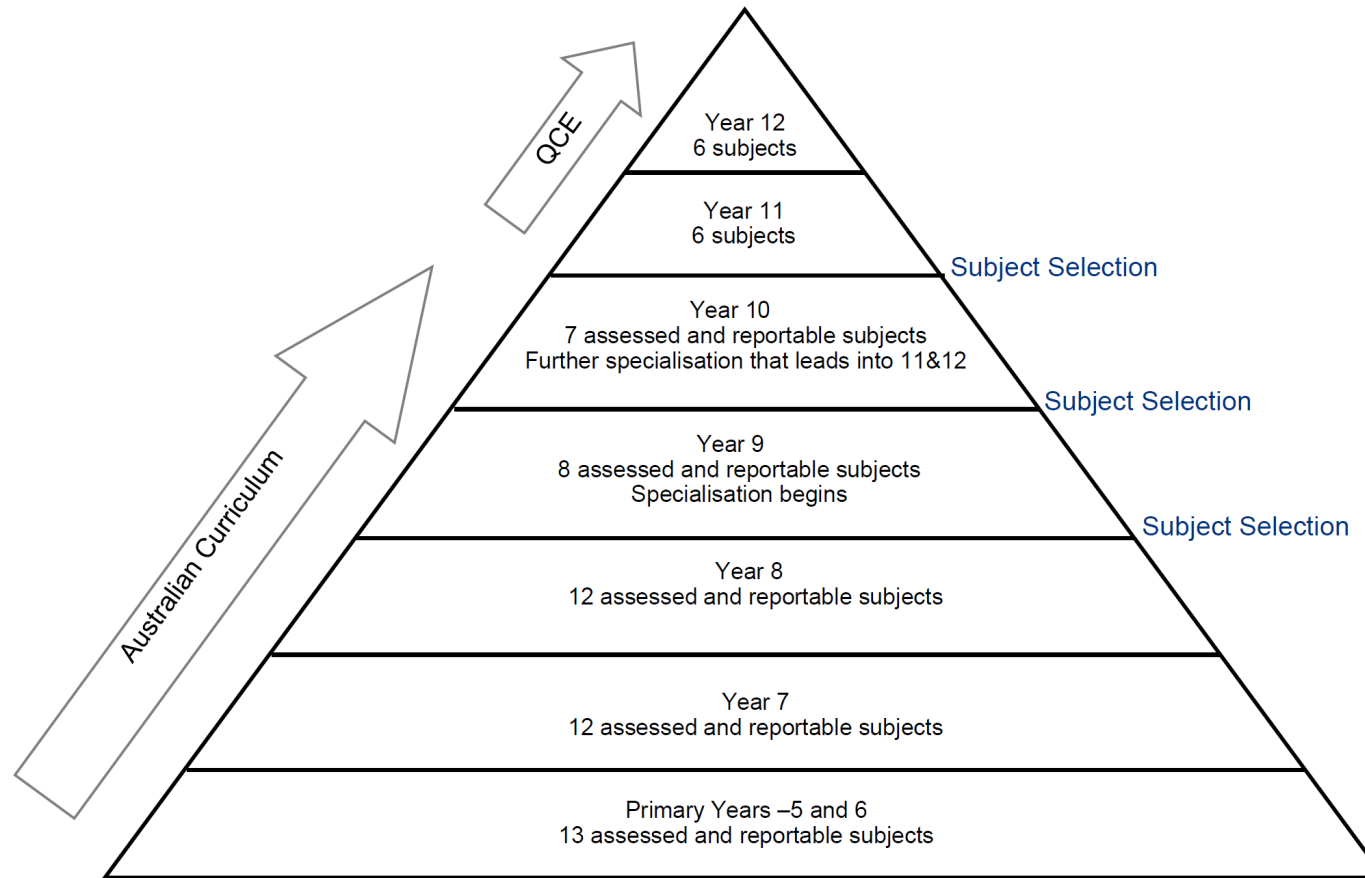 QCE
Year 12
6 subjects
Year 11
6 subjects
Subject Selection
Year 10
7 assessed and reportable subjects
Further specialisation that leads into 11&12
Subject Selection
Year 9
8 assessed and reportable subjects
Specialisation begins
Australian Curriculum
Subject Selection
Year 8
12 assessed and reportable subjects
Year 7
12 assessed and reportable subjects
Primary Years –5 and 6
13 assessed and reportable subjects